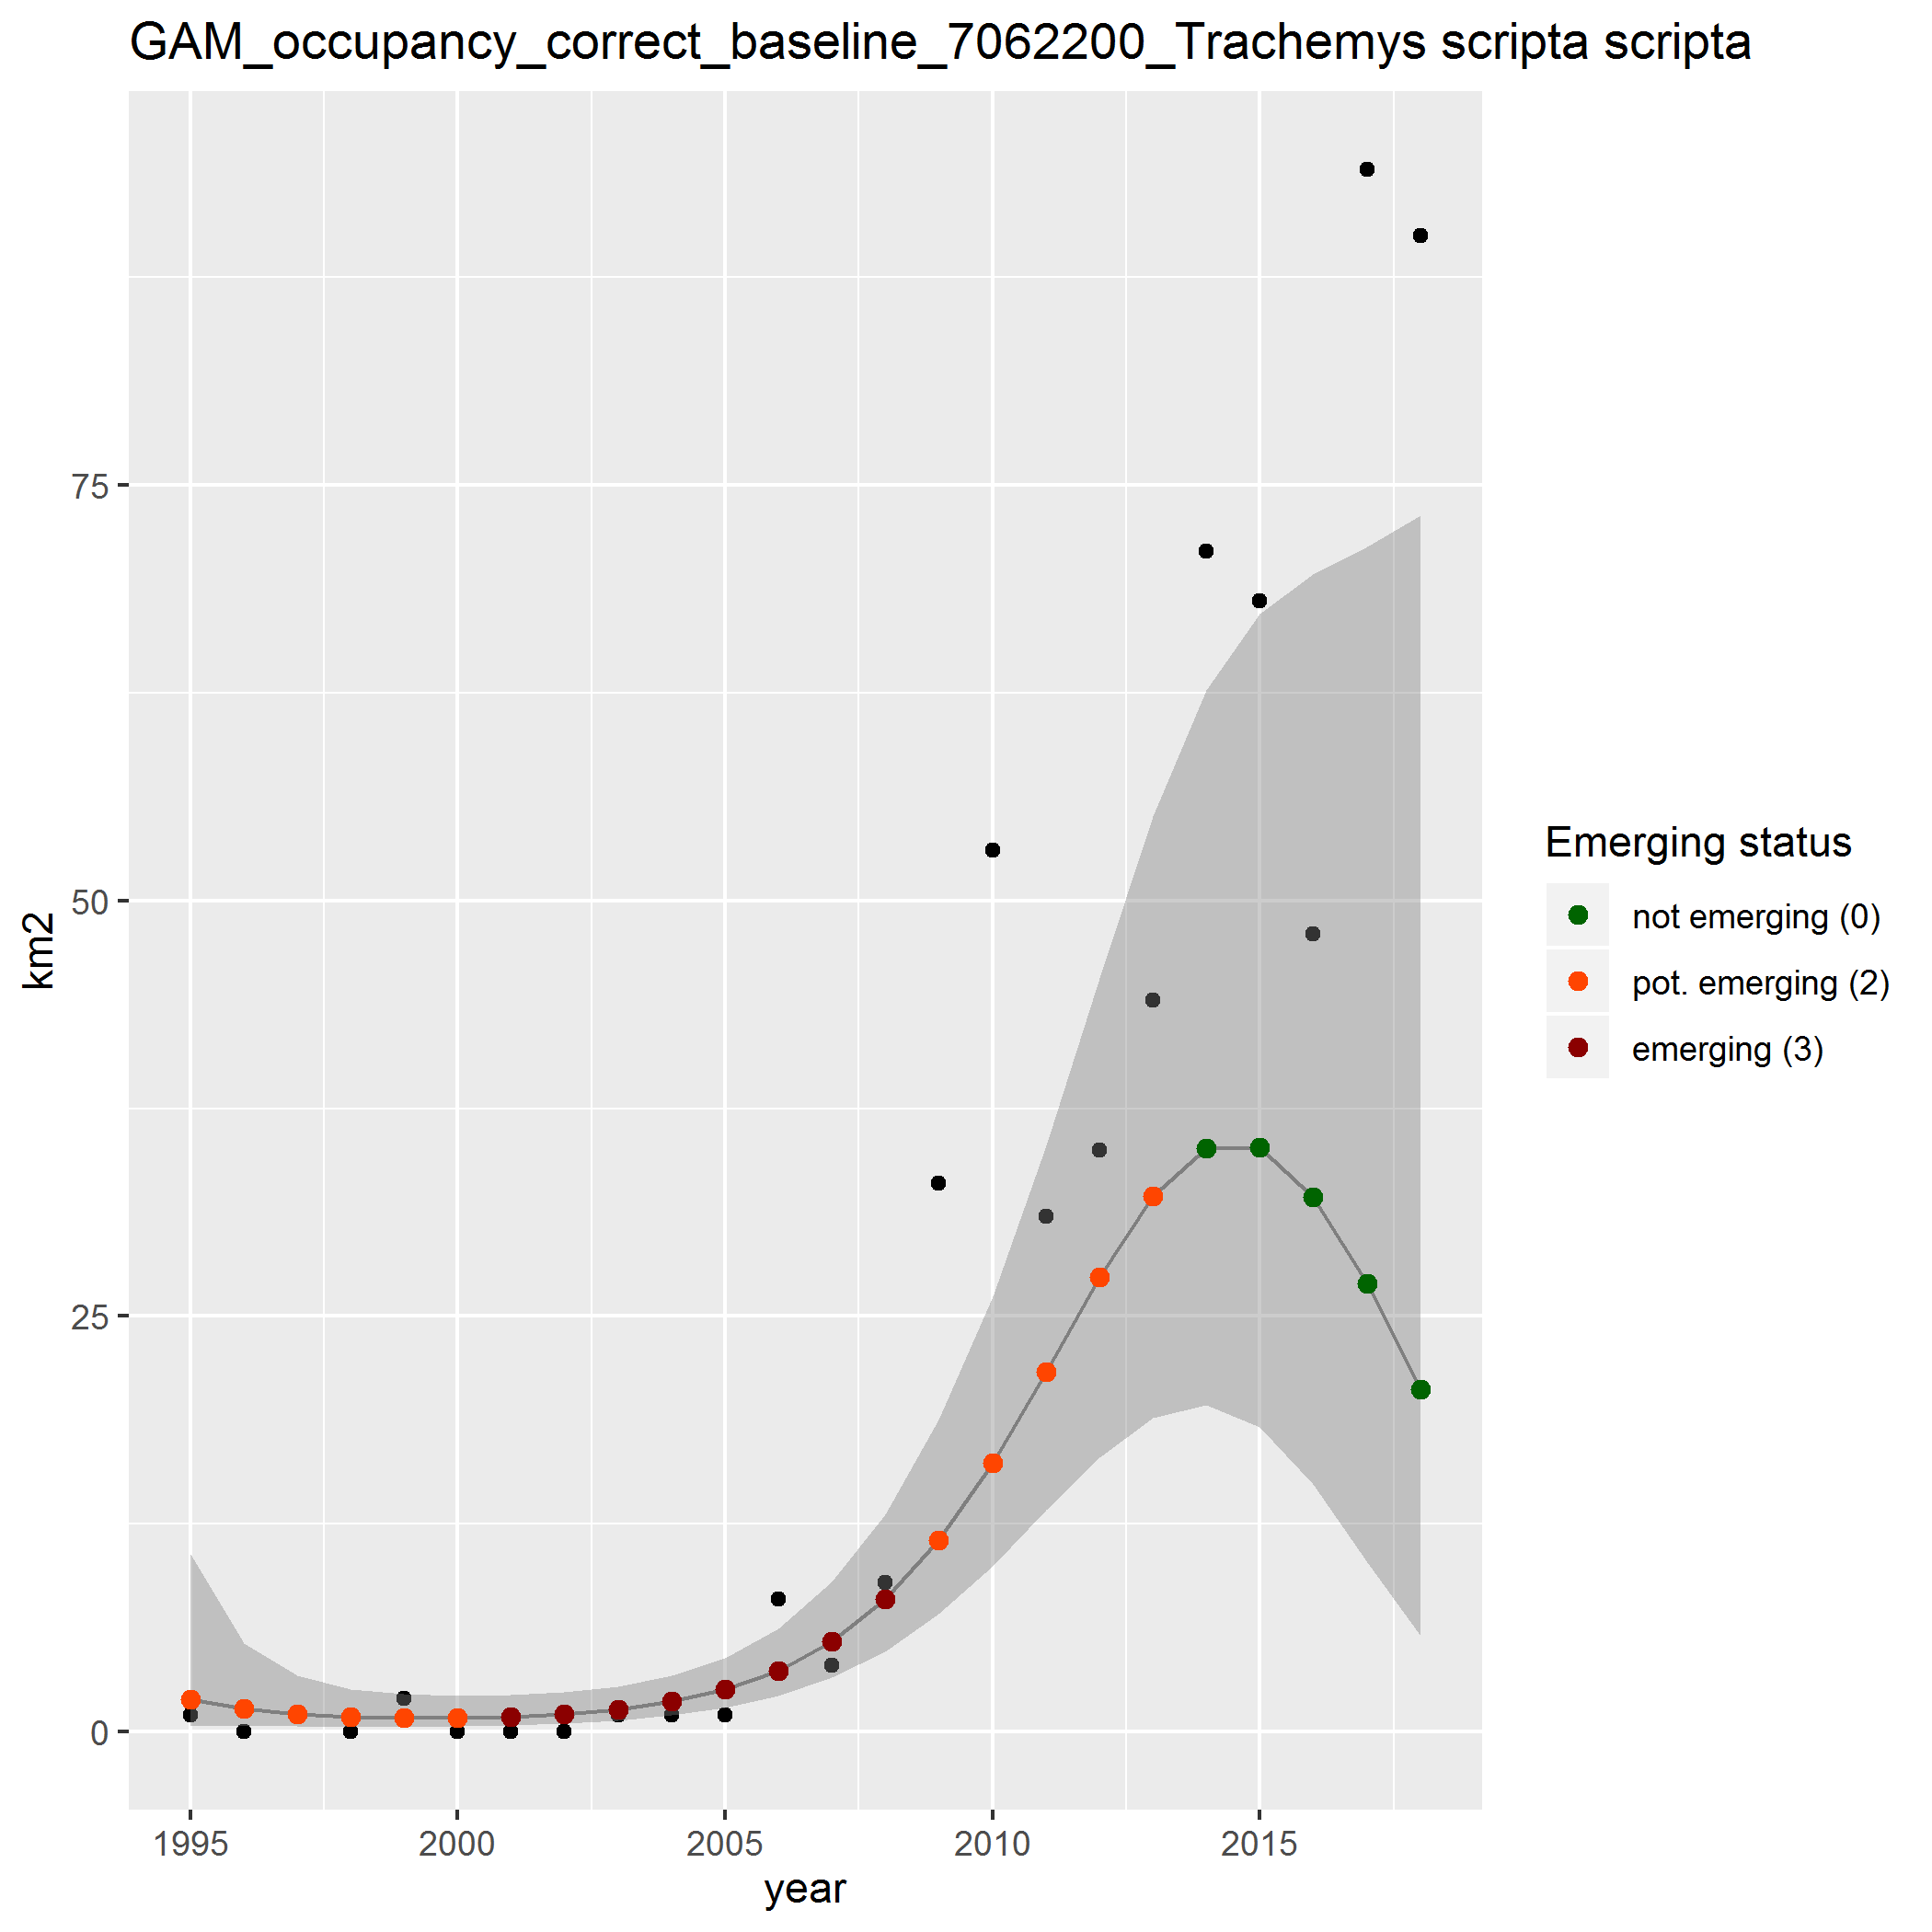 GAM_occupancy_correct_baseline_7062200_Trachemys scripta scripta
km2
75
50
25
0
1995 2000 2005 2010 2015
year
Emerging status
not emerging (0)
pot. emerging (2)
emerging (3)